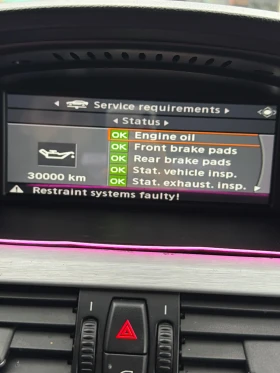 Service requirements
Status
OK Engine oil
OK Front brake pads
OK Rear brake pads
OK Stat. vehicle insp.
OK Stat. exhaust. insp.
30000 km
Restraint systems faulty!